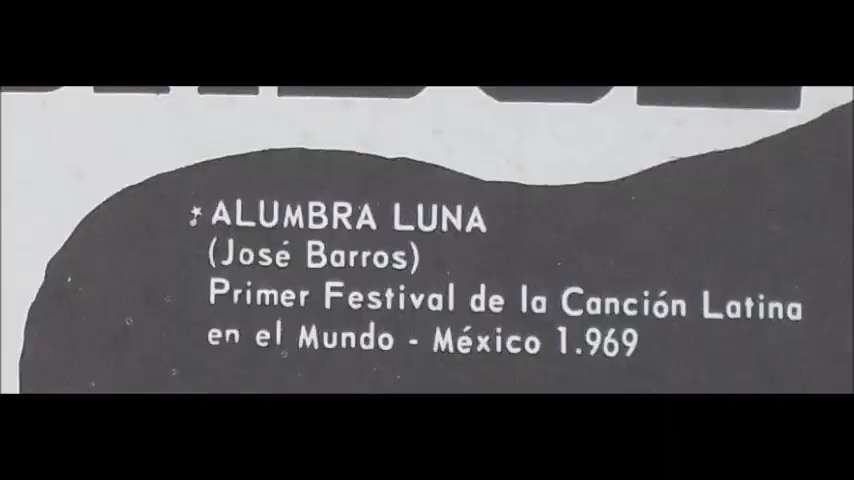 * ALUMBRA LUNA
(José Barros)
Primer Festival de la Canción Latina
en el Mundo - México 1.969